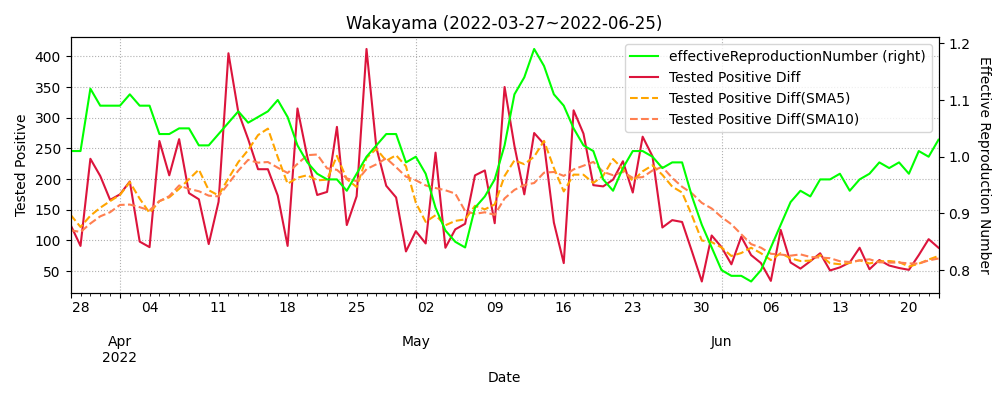 Wakayama (2022-03-27~2022-06-25)
effectiveReproductionNumber (right)
Tested Positive Diff
Tested Positive Diff(SMA5)
Tested Positive Diff(SMA10)
Tested Positive
400
350
300
250
200
150
100
50
1.2
1.1
1.0
0.9
0.8
Effective Reproduction Number
28 04 11 18 25 02 09 16 23 30 06 13 20
Apr May Jun
2022
Date